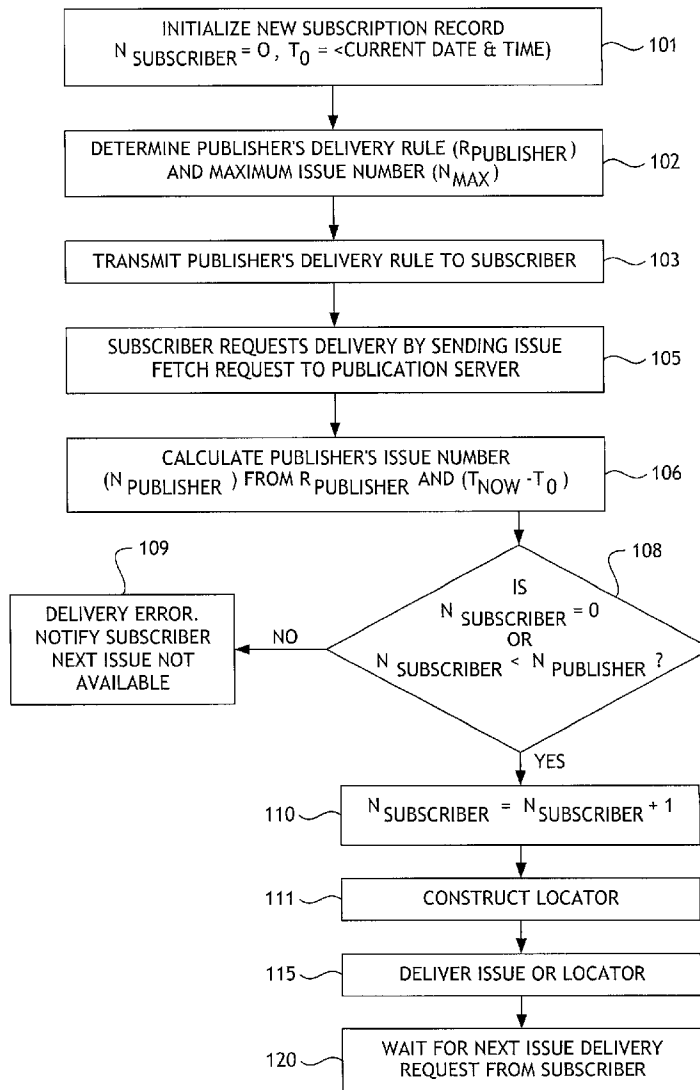 INITIALIZE NEW SUBSCRIPTION RECORD
N SUBSCRIBER = 0, T0 = <CURRENT DATE & TIME)
101
DETERMINE PUBLISHER'S DELIVERY RULE (RPUBLISHER)
AND MAXIMUM ISSUE NUMBER (NMAX)
102
TRANSMIT PUBLISHER'S DELIVERY RULE TO SUBSCRIBER
103
SUBSCRIBER REQUESTS DELIVERY BY SENDING ISSUE
FETCH REQUEST TO PUBLICATION SERVER
105
CALCULATE PUBLISHER'S ISSUE NUMBER
(N PUBLISHER) FROM RPUBLISHER AND (TNOW -T0)
106
108
IS
N SUBSCRIBER = 0
OR
N SUBSCRIBER < N PUBLISHER ?
109
DELIVERY ERROR.
NOTIFY SUBSCRIBER
NEXT ISSUE NOT
AVAILABLE
NO
YES
110
N SUBSCRIBER = N SUBSCRIBER + 1
111
CONSTRUCT LOCATOR
115
DELIVER ISSUE OR LOCATOR
120
WAIT FOR NEXT ISSUE DELIVERY
REQUEST FROM SUBSCRIBER